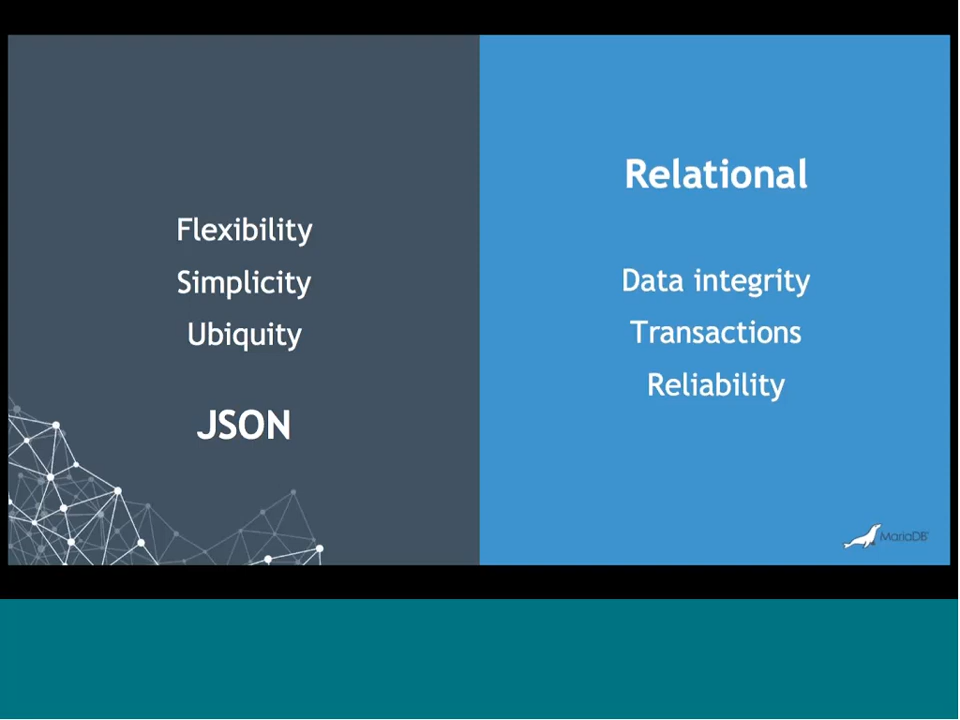 Flexibility
Simplicity
Ubiquity
JSON
Relational
Data integrity
Transactions
Reliability
MariaDB